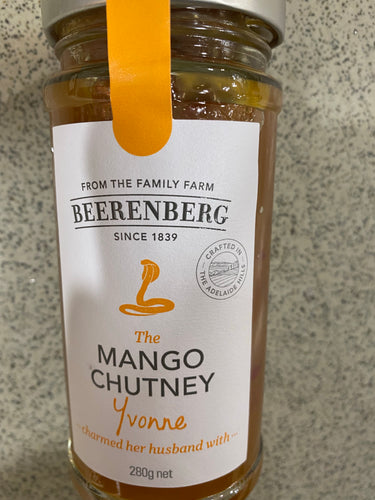 FROM THE FAMILY FARM
BEERENBERG
SINCE 1839
CRAFTED IN
THE ADELAIDE HILLS
The
MANGO
CHUTNEY
Yvonne
...charmed her husband with...
280g net